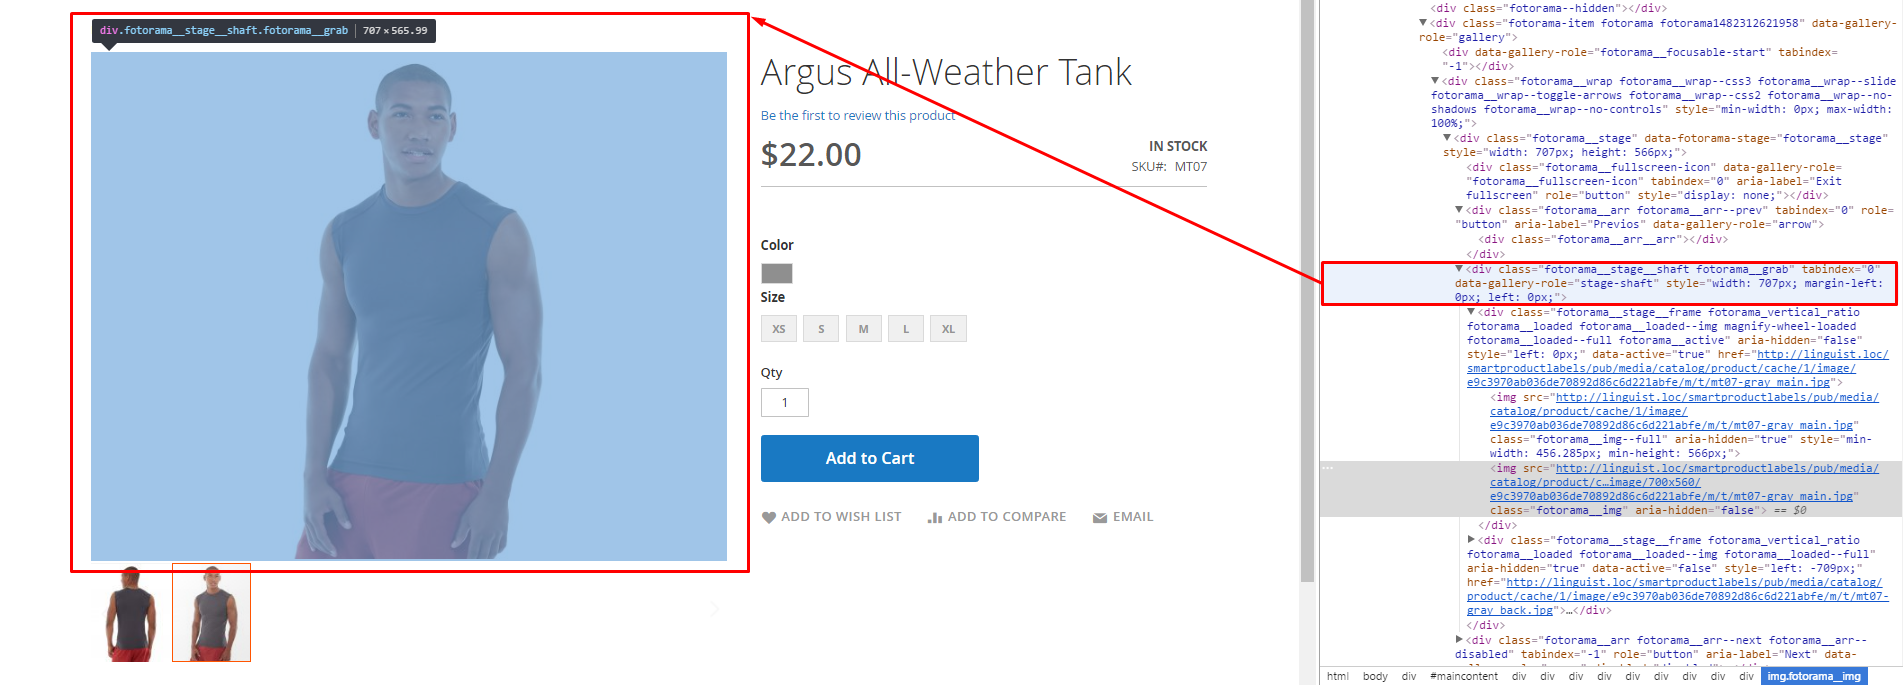 div.fotorama__stage__shaft.fotorama__grab | 707 × 565.99
Argus All-Weather Tank
Be the first to review this product
$22.00
IN STOCK
SKU#: MT07
Color
Size
XS S M L XL
Qty
1
Add to Cart
ADD TO WISH LIST ADD TO COMPARE EMAIL
<div class="fotorama--hidden"></div>
▼<div class="fotorama-item fotorama fotorama1482312621958" data-gallery-
role="gallery">
<div data-gallery-role="fotorama__focusable-start" tabindex=
"-1"></div>
▼<div class="fotorama__wrap fotorama__wrap--css3 fotorama__wrap--slide
fotorama__wrap--toggle-arrows fotorama__wrap--css2 fotorama__wrap--no-
shadows fotorama__wrap--no-controls" style="min-width: 0px; max-width:
100%;">
▼<div class="fotorama__stage" data-fotorama-stage="fotorama__stage"
style="width: 707px; height: 566px;">
<div class="fotorama__fullscreen-icon" data-gallery-role=
"fotorama__fullscreen-icon" tabindex="0" aria-label="Exit
fullscreen" role="button" style="display: none;"></div>
▼<div class="fotorama__arr fotorama__arr--prev" tabindex="0" role=
"button" aria-label="Previos" data-gallery-role="arrow">
<div class="fotorama__arr__arr"></div>
</div>
▼<div class="fotorama__stage__shaft fotorama__grab" tabindex="0"
data-gallery-role="stage-shaft" style="width: 707px; margin-left:
0px; left: 0px;">
▼<div class="fotorama__stage__frame fotorama_vertical_ratio
fotorama__loaded fotorama__loaded--img magnify-wheel-loaded
fotorama__loaded--full fotorama__active" aria-hidden="false"
style="left: 0px;" data-active="true" href="http://linguist.loc/
smartproductlabels/pub/media/catalog/product/cache/1/image/
e9c3970ab036de70892d86c6d221abfe/m/t/mt07-gray_main.jpg">
<img src="http://linguist.loc/smartproductlabels/pub/media/
catalog/product/cache/1/image/
e9c3970ab036de70892d86c6d221abfe/m/t/mt07-gray_main.jpg"
class="fotorama__img--full" aria-hidden="true" style="min-
width: 456.285px; min-height: 566px;">
<img src="http://linguist.loc/smartproductlabels/pub/media/
catalog/product/c…image/700x560/
e9c3970ab036de70892d86c6d221abfe/m/t/mt07-gray_main.jpg"
class="fotorama__img" aria-hidden="false"> == $0
</div>
▶<div class="fotorama__stage__frame fotorama_vertical_ratio
fotorama__loaded fotorama__loaded--img fotorama__loaded--full"
aria-hidden="true" data-active="false" style="left: -709px;"
href="http://linguist.loc/smartproductlabels/pub/media/catalog/
product/cache/1/image/e9c3970ab036de70892d86c6d221abfe/m/t/mt07-
gray_back.jpg">…</div>
</div>
▶<div class="fotorama__arr fotorama__arr--next fotorama__arr--
disabled" tabindex="-1" role="button" aria-label="Next" data-
html body div #maincontent div div div div div div div div div img.fotorama__img